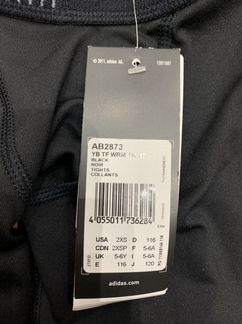 © 2011, adidas AG.
AB2873
YB TF WRM
BLACK
NOIR
TIGHTS
COLLANTS
4 055011 736284
USA 2XS D 116
CDN 2XSP F 5-6A
UK 5-6Y I 5-6A
E 116 J 120
adidas.com